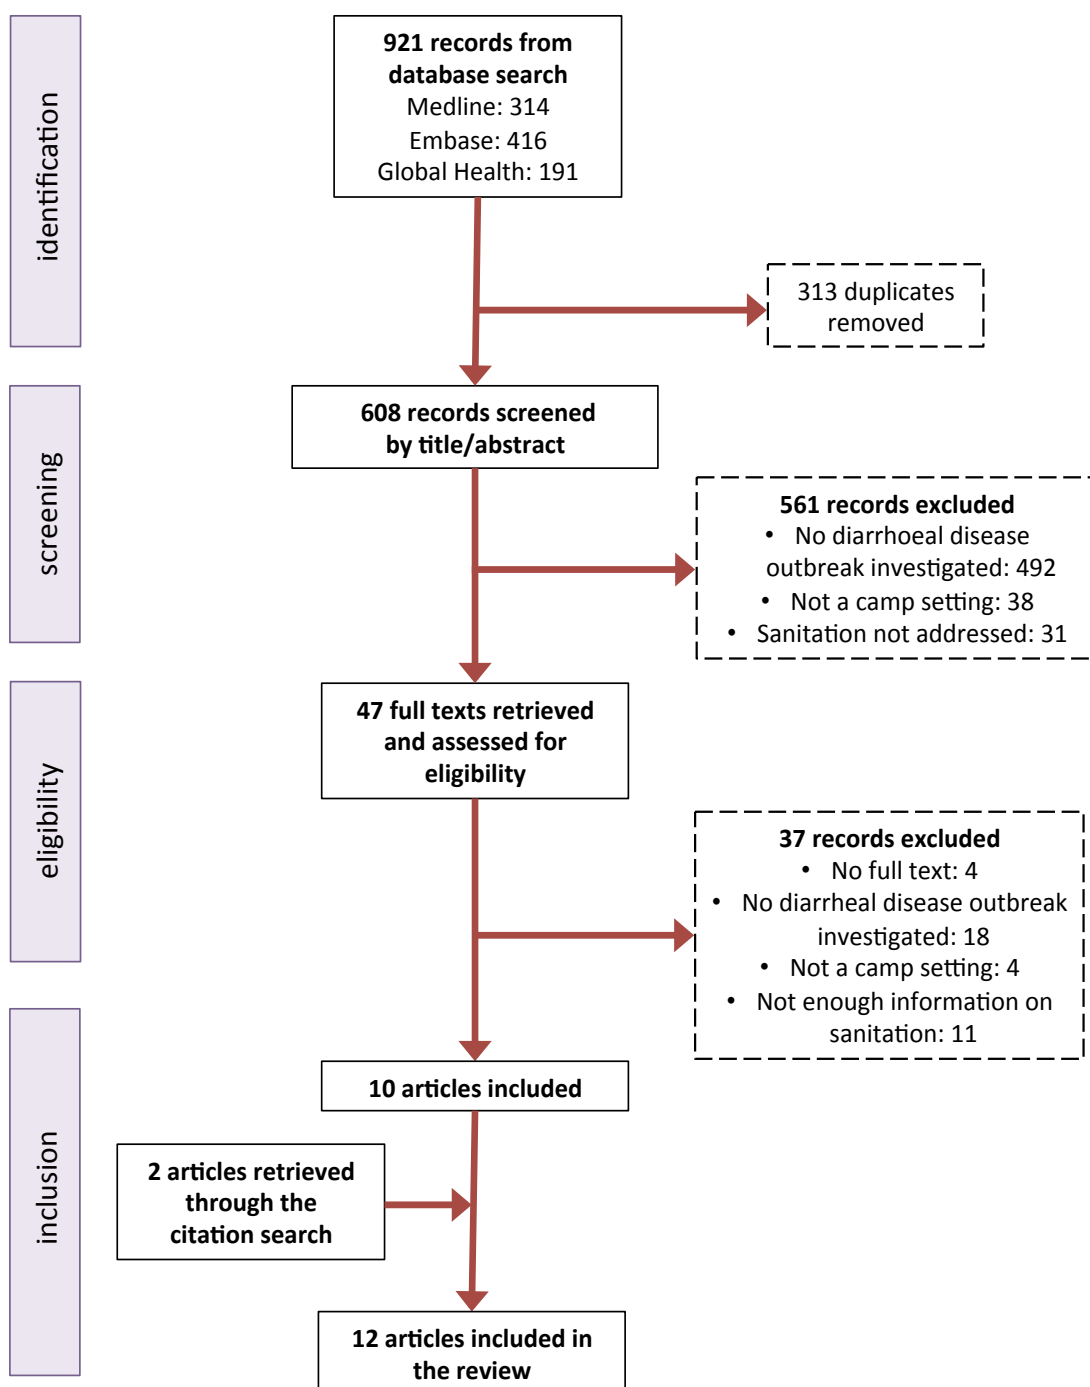 identification
921 records from
database search
Medline: 314
Embase: 416
Global Health: 191
313 duplicates
removed
screening
608 records screened
by title/abstract
561 records excluded
• No diarrhoeal disease
outbreak investigated: 492
• Not a camp setting: 38
• Sanitation not addressed: 31
eligibility
47 full texts retrieved
and assessed for
eligibility
37 records excluded
• No full text: 4
• No diarrheal disease outbreak
investigated: 18
• Not a camp setting: 4
• Not enough information on
sanitation: 11
inclusion
10 articles included
2 articles retrieved
through the
citation search
12 articles included in
the review